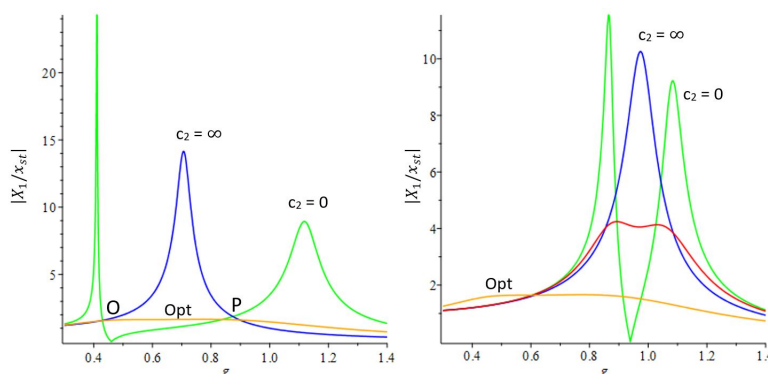 20
15
10
5
|X₁/xst|
c₂ = ∞
c₂ = 0
O
Opt
P
0.4 0.6 0.8 1.0 1.2 1.4
g
10
8
6
4
2
|X₁/xst|
c₂ = ∞
c₂ = 0
Opt
0.4 0.6 0.8 1.0 1.2 1.4